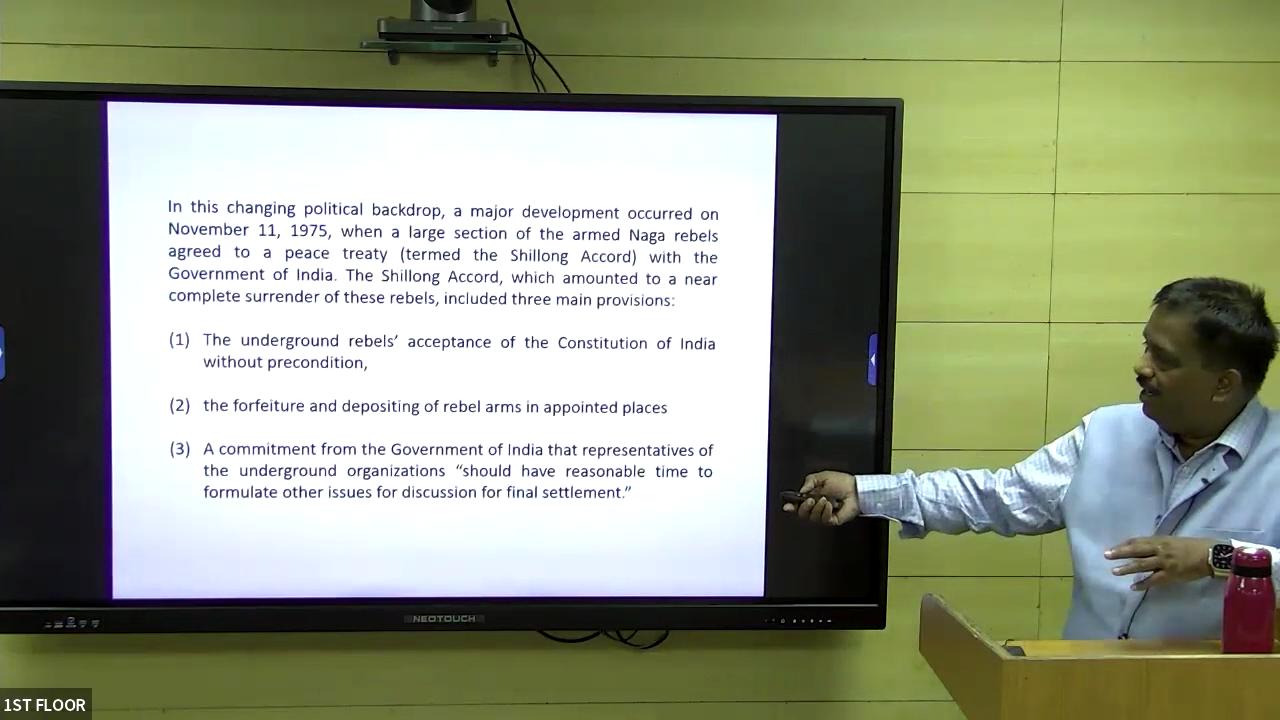 In this changing political backdrop, a major development occurred on
November 11, 1975, when a large section of the armed Naga rebels
agreed to a peace treaty (termed the Shillong Accord) with the
Government of India. The Shillong Accord, which amounted to a near
complete surrender of these rebels, included three main provisions:
(1) The underground rebels’ acceptance of the Constitution of India
without precondition,
(2) the forfeiture and depositing of rebel arms in appointed places
(3) A commitment from the Government of India that representatives of
the underground organizations “should have reasonable time to
formulate other issues for discussion for final settlement.”
NEOTOUCH
1ST FLOOR